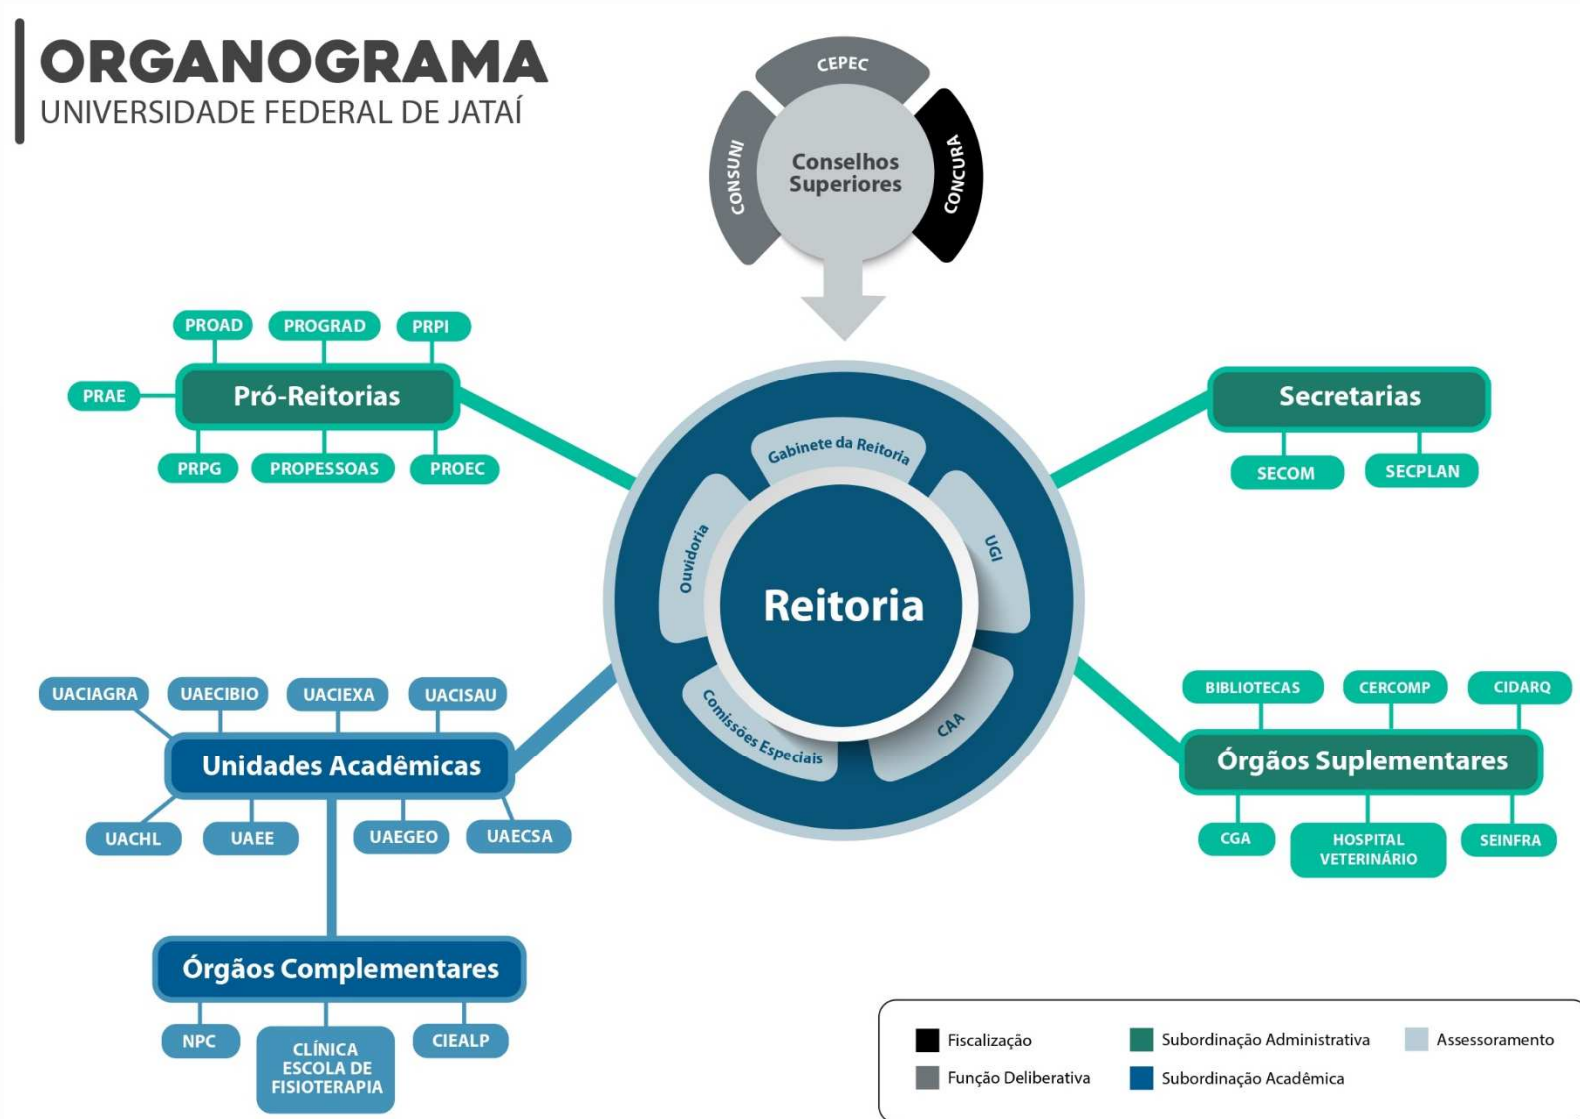 ORGANOGRAMA
UNIVERSIDADE FEDERAL DE JATAÍ
CEPEC
CONSUNI
CONCURA
Conselhos
Superiores
PROAD
PROGRAD
PRPI
PRAE
Pró-Reitorias
PRPG
PROPESSOAS
PROEC
Secretarias
SECOM
SECPLAN
Gabinete da Reitoria
Ouvidoria
UGI
Reitoria
Comissões Especiais
CAA
UACIAGRA
UAECIBIO
UACIEXA
UACISAU
Unidades Acadêmicas
UACHL
UAEE
UAEGEO
UAECSA
BIBLIOTECAS
CERCOMP
CIDARQ
Órgãos Suplementares
CGA
HOSPITAL
VETERINÁRIO
SEINFRA
Órgãos Complementares
NPC
CLÍNICA
ESCOLA DE
FISIOTERAPIA
CIEALP
Fiscalização
Subordinação Administrativa
Assessoramento
Função Deliberativa
Subordinação Acadêmica